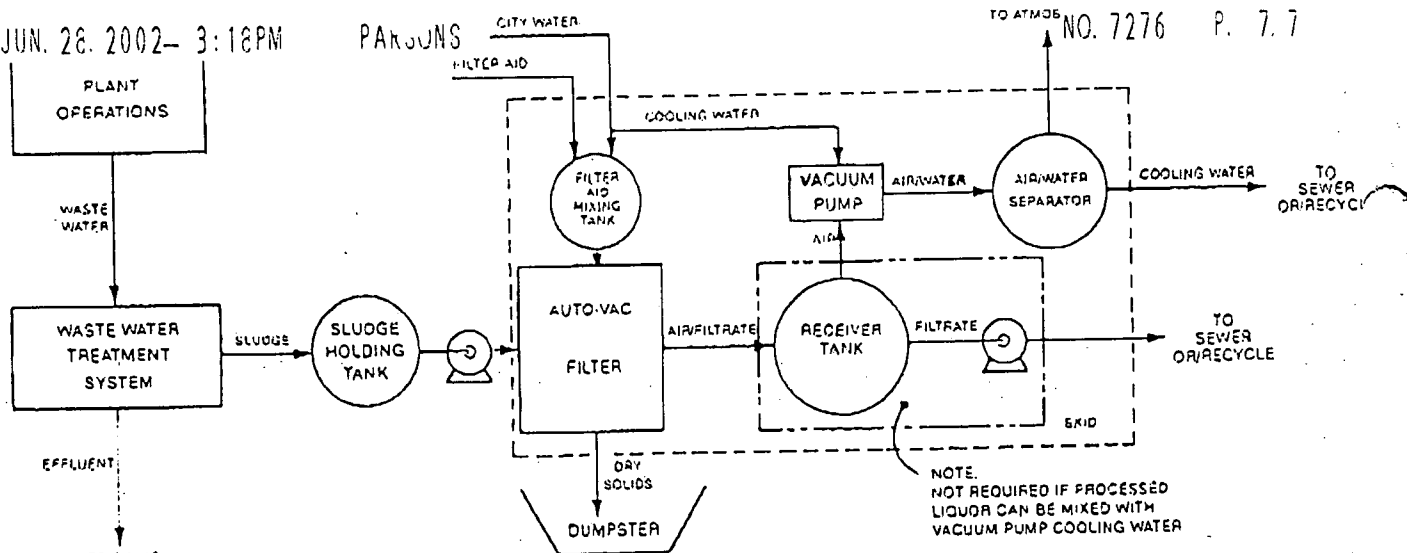 JUN. 28. 2002- 3:18PM
PARSONS
NO. 7276
P. 7.7
CITY WATER
FILTER AID
TO ATMOS
PLANT
OPERATIONS
COOLING WATER
FILTER
AID
MIXING
TANK
VACUUM
PUMP
AIR/WATER
AIR/WATER
SEPARATOR
COOLING WATER
TO
SEWER
OR/RECYCL
WASTE
WATER
AIR
WASTE WATER
TREATMENT
SYSTEM
SLUDGE
SLUDGE
HOLDING
TANK
AUTO-VAC
FILTER
AIR/FILTRATE
RECEIVER
TANK
FILTRATE
TO
SEWER
OR/RECYCLE
SKID
EFFLUENT
DRY
SOLIDS
DUMPSTER
NOTE.
NOT REQUIRED IF PROCESSED
LIQUOR CAN BE MIXED WITH
VACUUM PUMP COOLING WATER